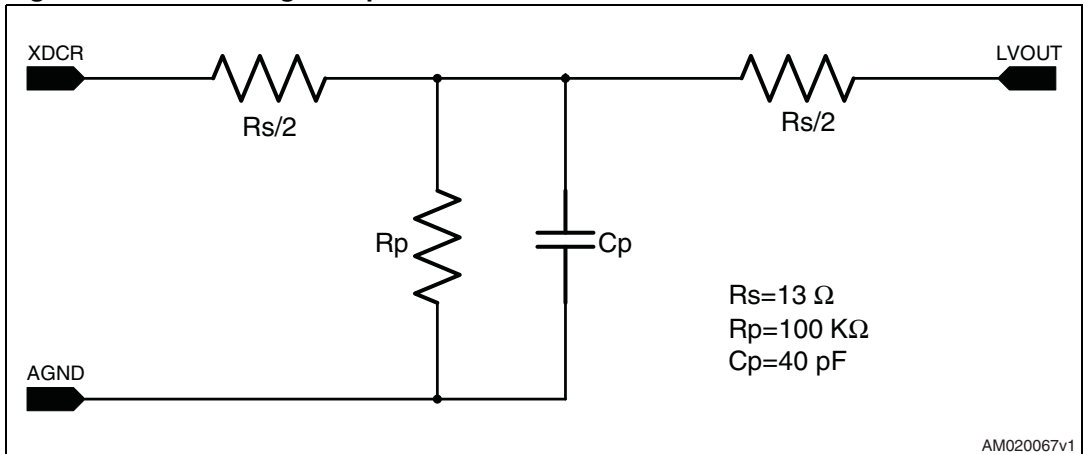 XDCR
LVOUT
Rs/2
Rs/2
Rp
Cp
Rs=13 Ω
Rp=100 KΩ
Cp=40 pF
AGND
AM020067v1